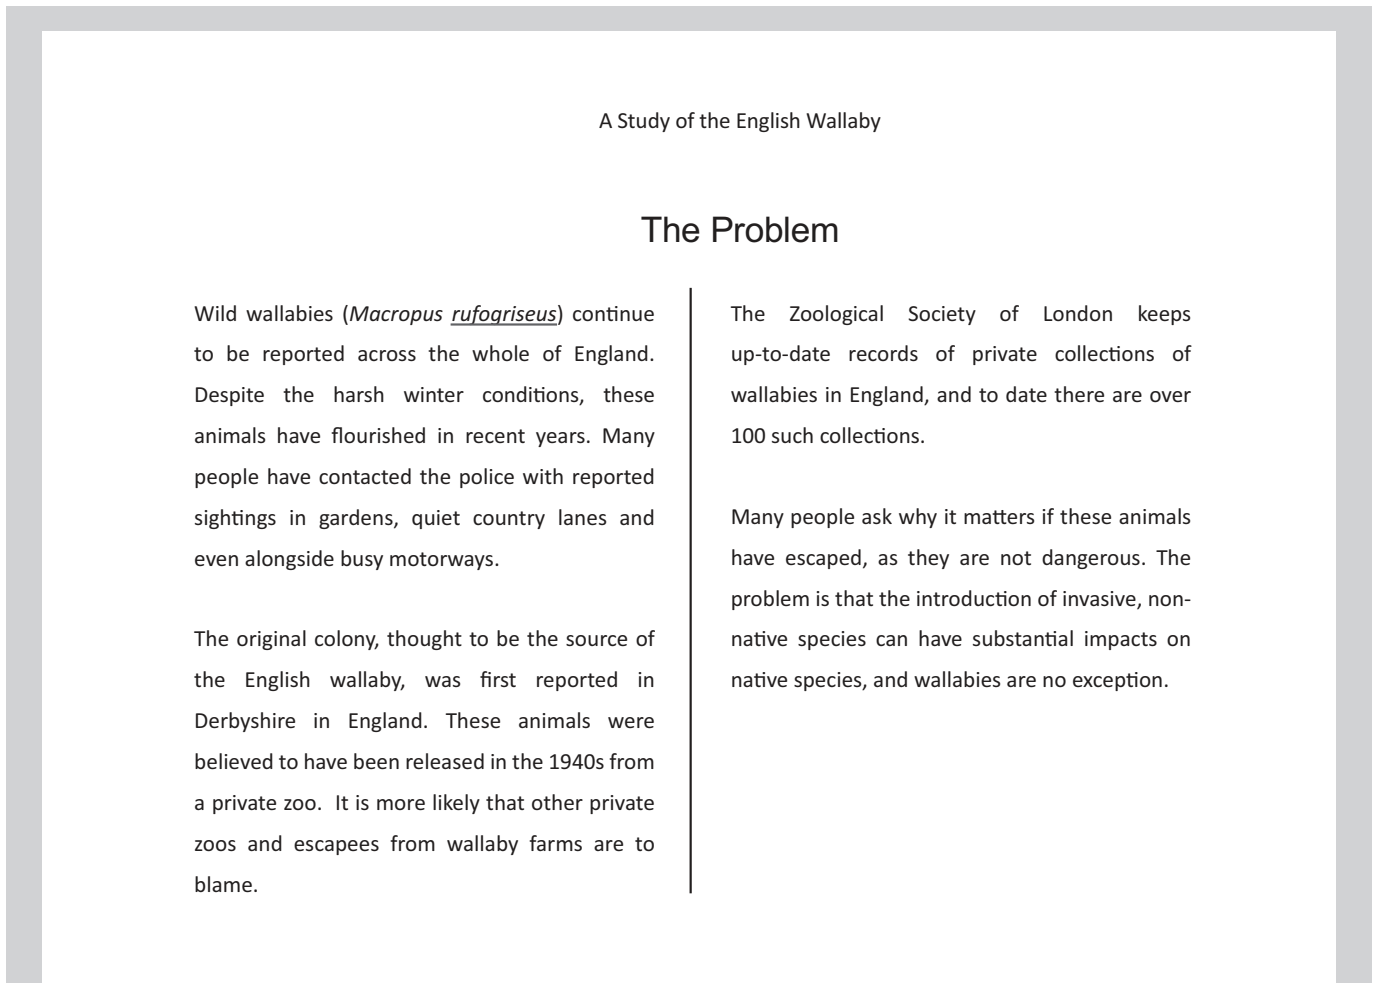 A Study of the English Wallaby
The Problem
Wild wallabies (Macropus rufogriseus) continue
to be reported across the whole of England.
Despite the harsh winter conditions, these
animals have flourished in recent years. Many
people have contacted the police with reported
sightings in gardens, quiet country lanes and
even alongside busy motorways.
The original colony, thought to be the source of
the English wallaby, was first reported in
Derbyshire in England. These animals were
believed to have been released in the 1940s from
a private zoo.  It is more likely that other private
zoos and escapees from wallaby farms are to
blame.
The Zoological Society of London keeps
up-to-date records of private collections of
wallabies in England, and to date there are over
100 such collections.
Many people ask why it matters if these animals
have escaped, as they are not dangerous. The
problem is that the introduction of invasive, non-
native species can have substantial impacts on
native species, and wallabies are no exception.